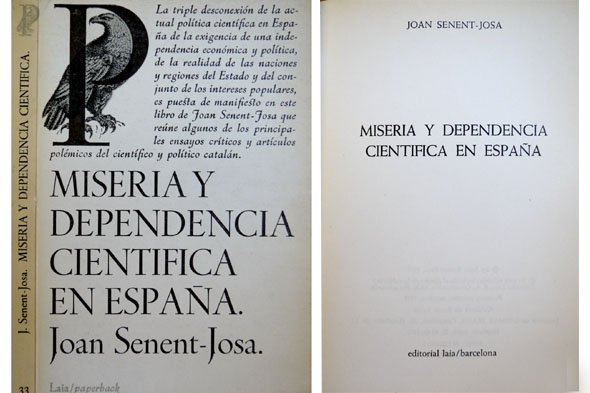 J. Senent-Josa. MISERIA Y DEPENDENCIA CIENTIFICA.
33
P
La triple desconexión de la ac-
tual política científica en Espa-
ña de la exigencia de una inde-
pendencia económica y política,
de la realidad de las naciones
y regiones del Estado y del con-
junto de los intereses populares,
es puesta de manifiesto en este
libro de Joan Senent-Josa que
reúne algunos de los principa-
les ensayos críticos y artículos
polémicos del científico y político catalán.
MISERIA Y
DEPENDENCIA
CIENTIFICA
EN ESPAÑA.
Joan Senent-Josa.
Laia/paperback
JOAN SENENT-JOSA
MISERIA Y DEPENDENCIA
CIENTIFICA EN ESPAÑA
editorial laia/barcelona